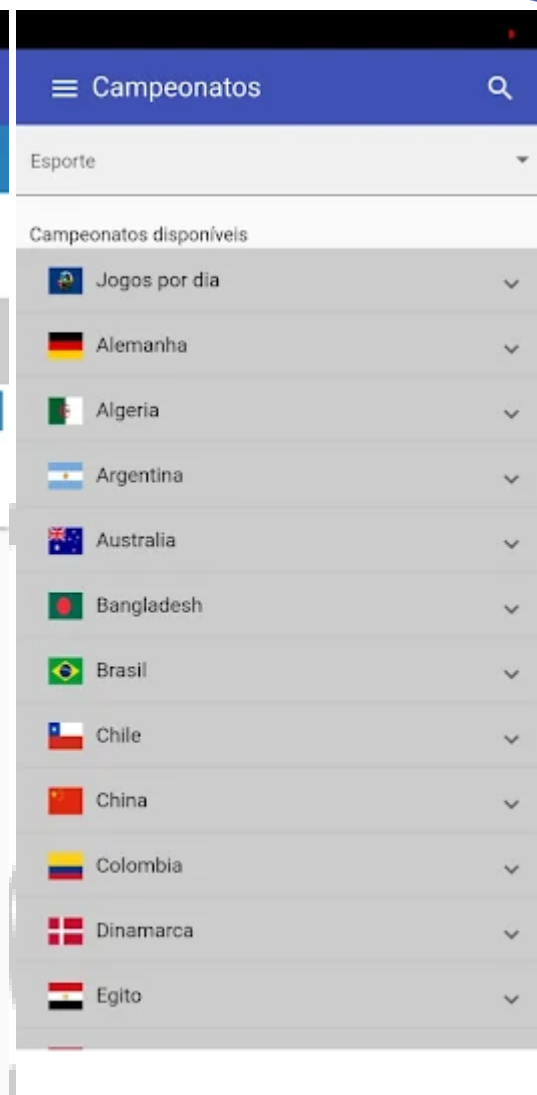 Campeonatos
Esporte
Campeonatos disponíveis
Jogos por dia
Alemanha
Algeria
Argentina
Australia
Bangladesh
Brasil
Chile
China
Colombia
Dinamarca
Egito